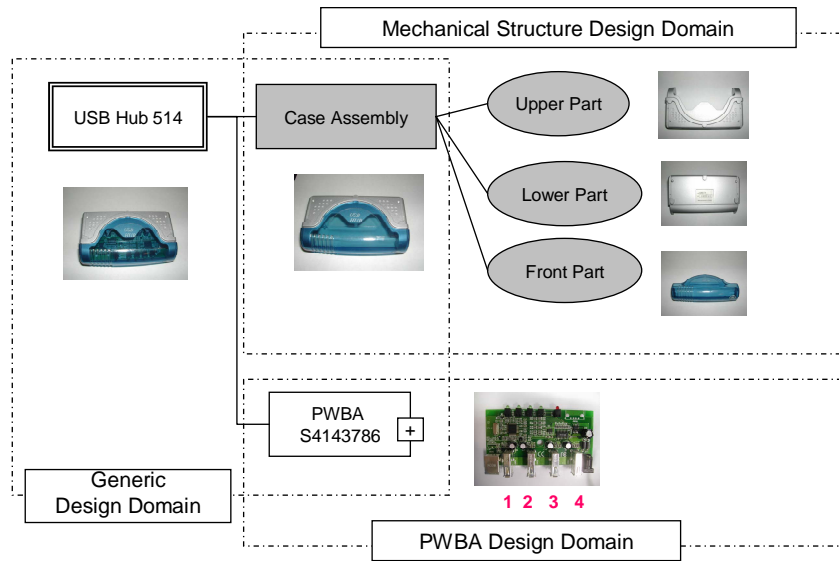 Mechanical Structure Design Domain
USB Hub 514
Case Assembly
Upper Part
Lower Part
Front Part
PWBA
S4143786
+
Generic
Design Domain
1 2 3 4
PWBA Design Domain